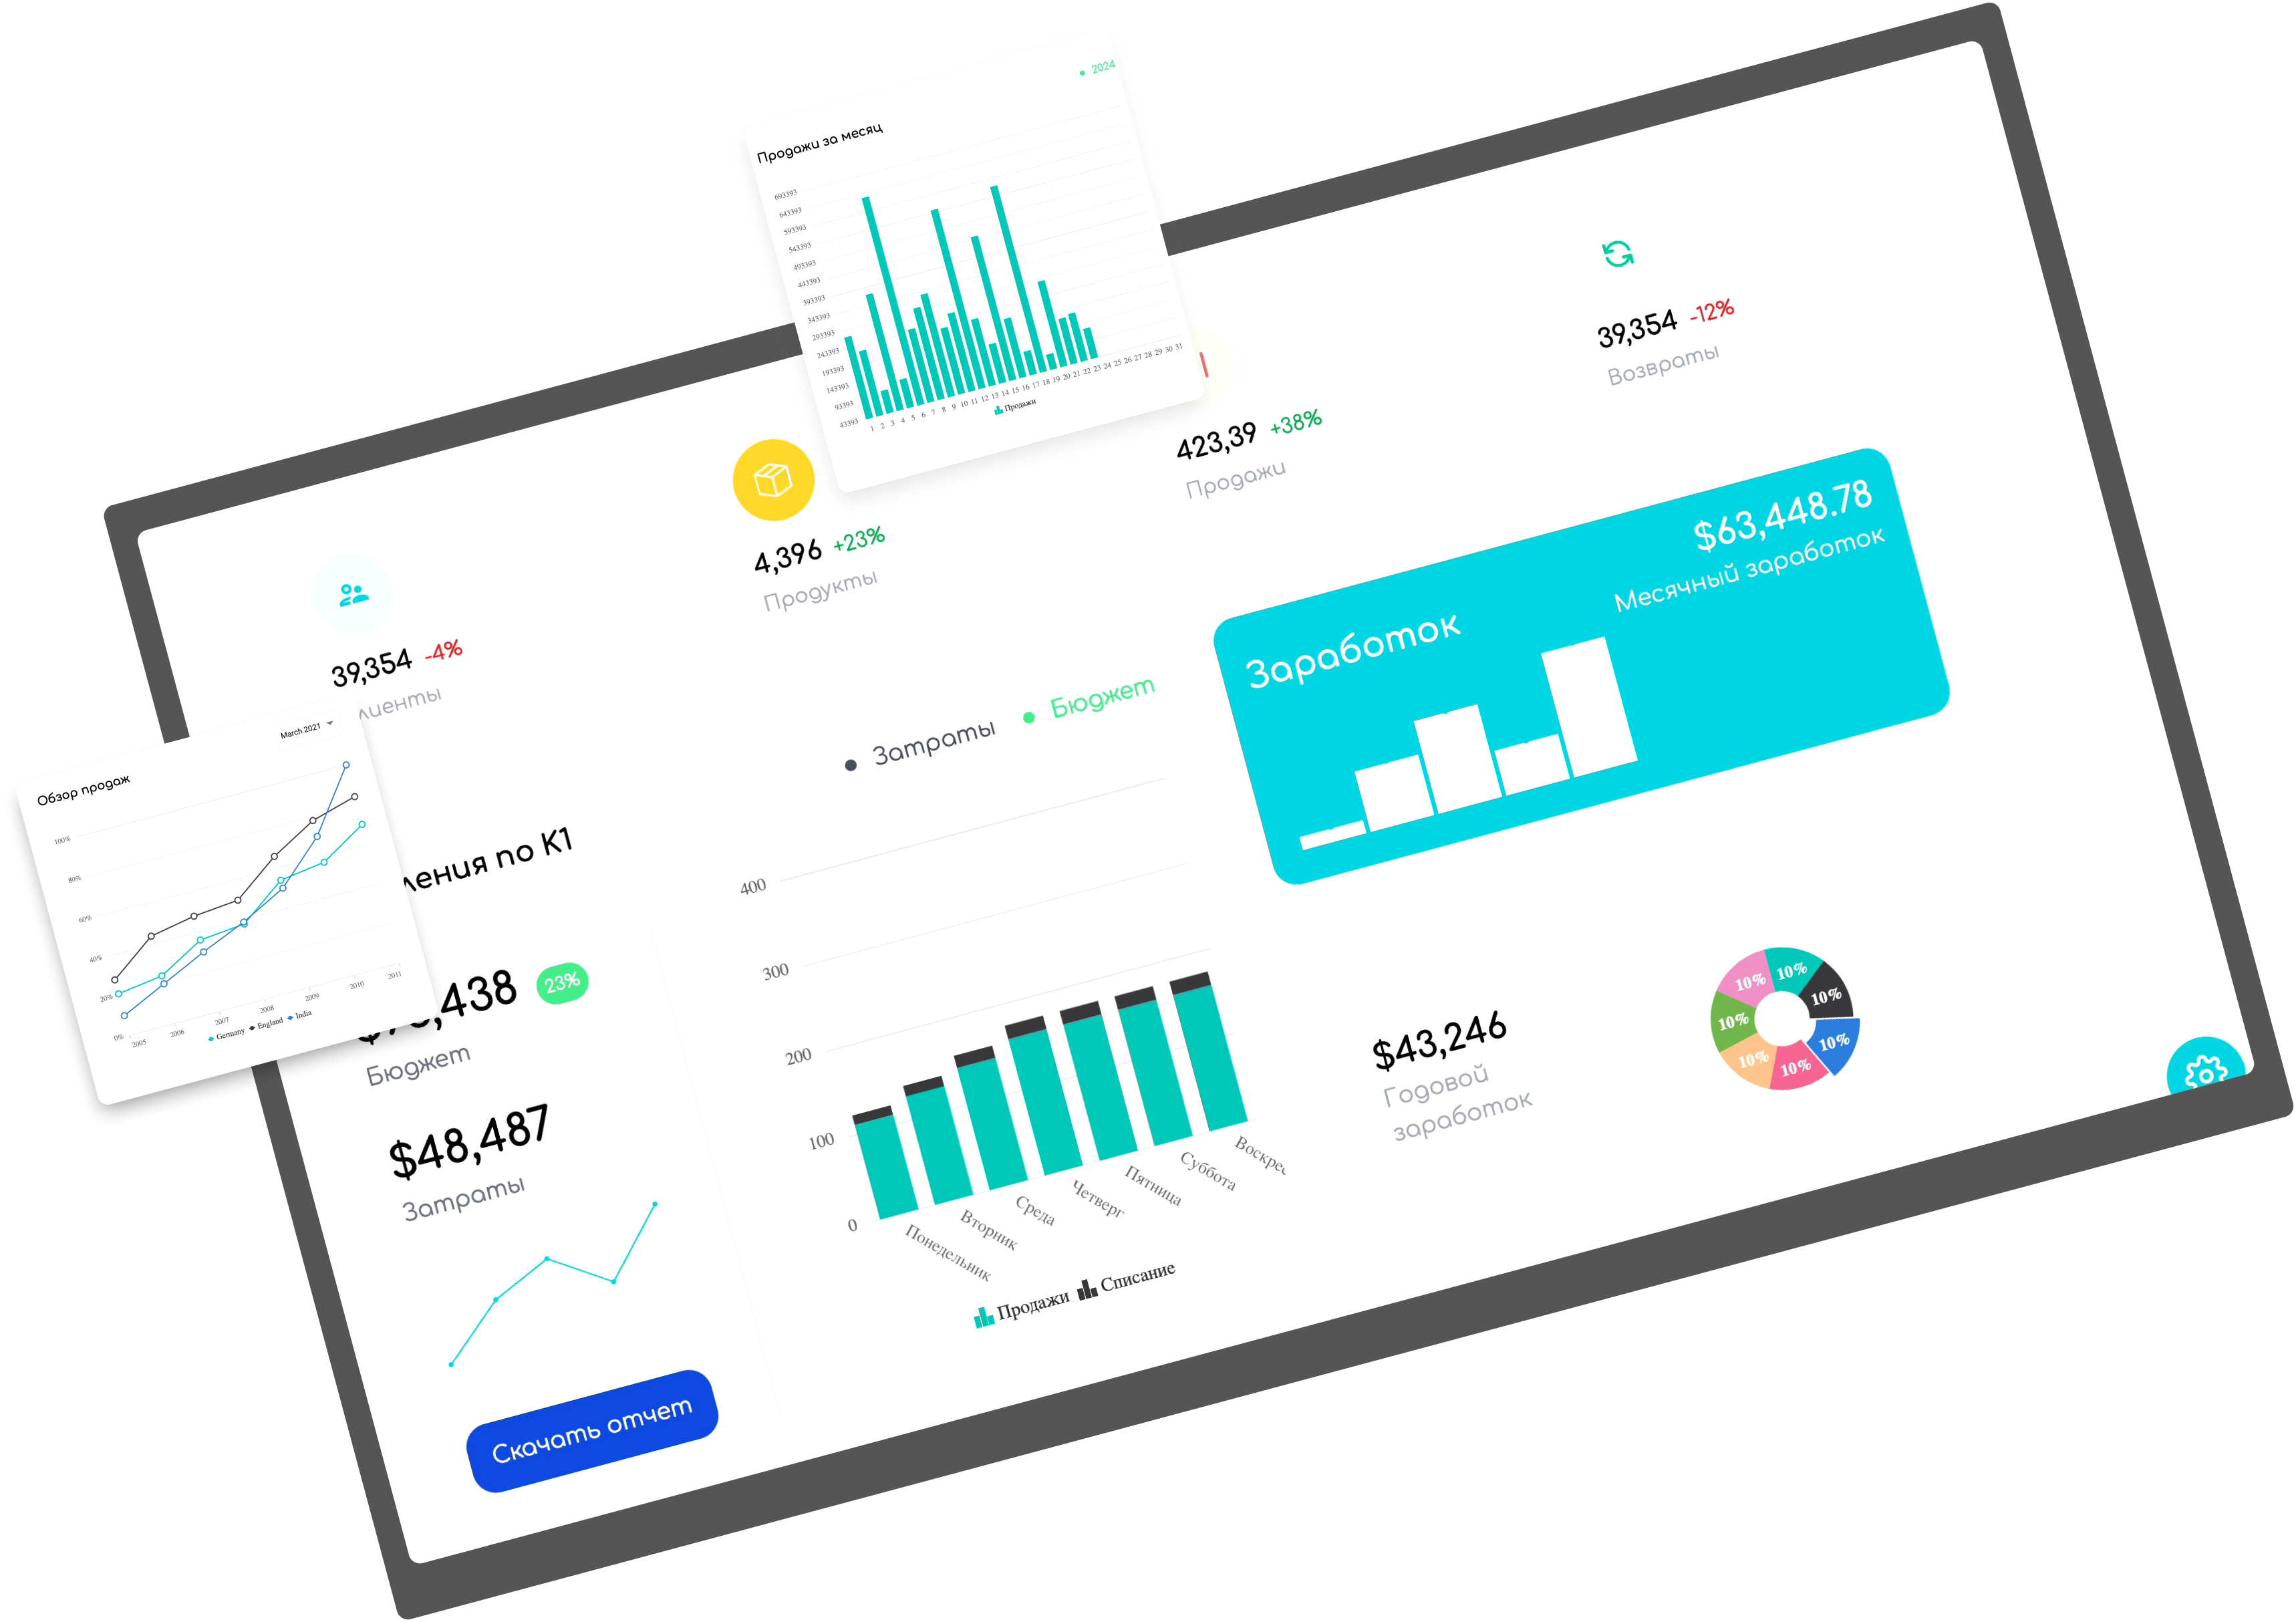 2024
Продажи за месяц
693393
643393
593393
543393
493393
443393
393393
343393
293393
243393
193393
143393
93393
43393
1 2 3 4 5 6 7 8 9 10 11 12 13 14 15 16 17 18 19 20 21 22 23 24 25 26 27 28 29 30 31
Продажи
39,354 -4%
лиенты
4,396 +23%
Продукты
423,39 +38%
Продажи
39,354 -12%
Возвраты
March 2021
Обзор продаж
100%
80%
60%
40%
20%
0%
2005 2006 2007 2008 2009 2010 2011
Germany England India
ления по К1
,438 23%
Бюджет
$48,487
Затраты
Скачать отчет
Затраты Бюджет
400
300
200
100
0
Понедельник
Вторник
Среда
Четверг
Пятница
Суббота
Воскрес
Продажи Списание
$63,448.78
Месячный заработок
Заработок
$43,246
Годовой
заработок
10%
10%
10%
10%
10%
10%
10%